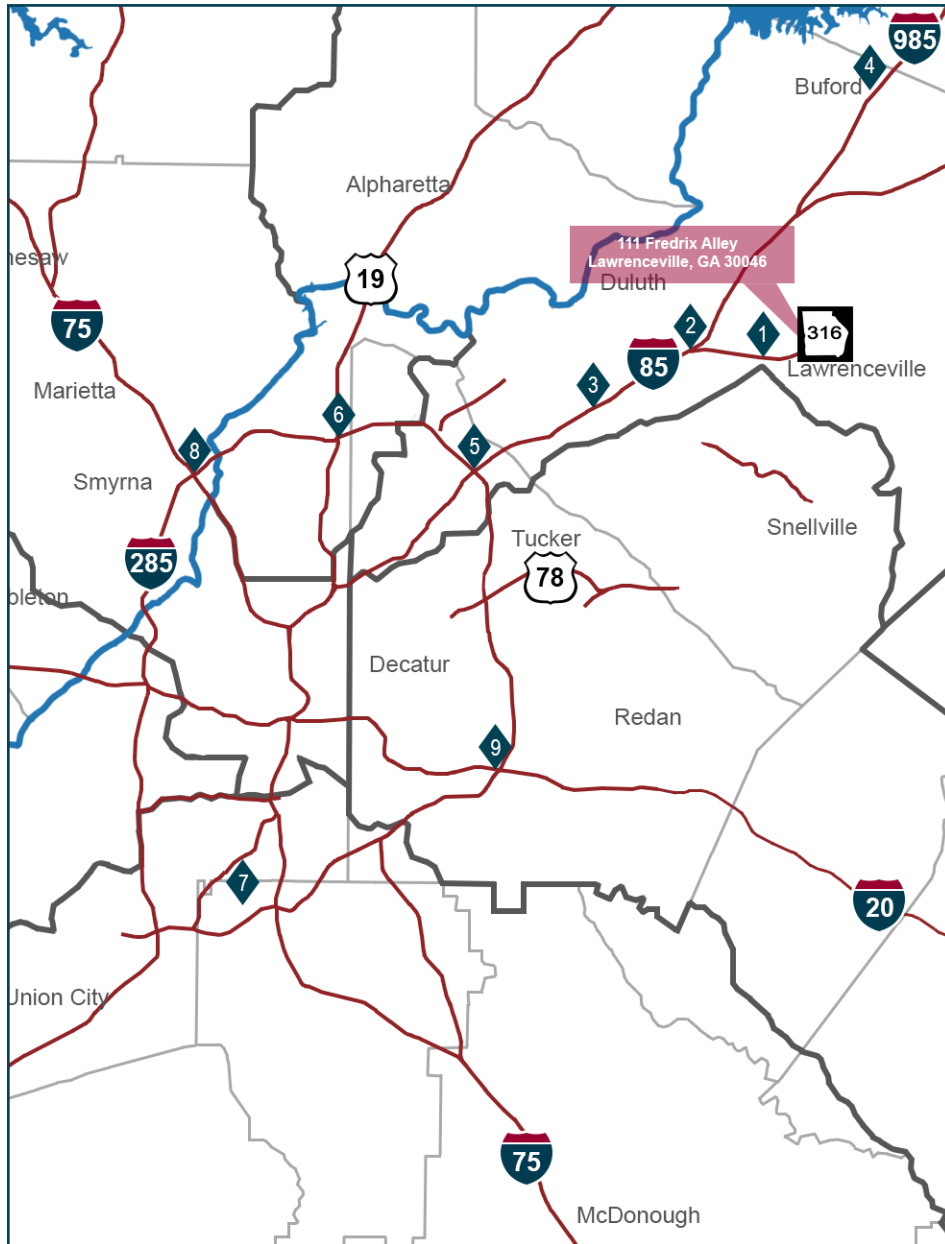 985
4
Buford
Alpharetta
111 Fredrix Alley
Lawrenceville, GA 30046
nesaw
19
Duluth
75
2
1
316
85
Lawrenceville
3
Marietta
6
8
5
Smyrna
Snellville
Tucker
285
78
bleton
Decatur
Redan
9
7
20
Union City
75
McDonough